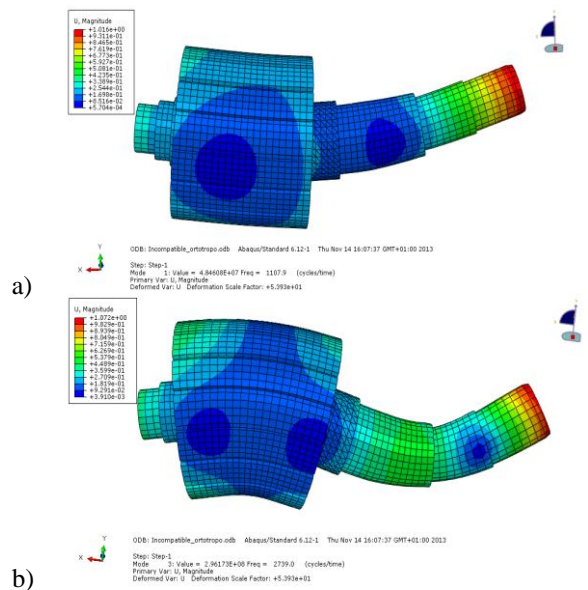 U, Magnitude
+1.016e+00
+9.311e-01
+8.465e-01
+7.619e-01
+6.773e-01
+5.927e-01
+5.081e-01
+4.235e-01
+3.389e-01
+2.544e-01
+1.698e-01
+8.516e-02
+5.704e-04
Y
X
ODB: Incompatible_ortotropo.odb Abaqus/Standard 6.12-1 Thu Nov 14 16:07:37 GMT+01:00 2013
Step: Step-1
Mode 1: Value = 4.84608E+07 Freq = 1107.9 (cycles/time)
Primary Var: U, Magnitude
Deformed Var: U Deformation Scale Factor: +5.393e+01
a)
U, Magnitude
+1.072e+00
+9.829e-01
+8.939e-01
+8.049e-01
+7.159e-01
+6.269e-01
+5.379e-01
+4.489e-01
+3.599e-01
+2.709e-01
+1.819e-01
+9.291e-02
+3.910e-03
Y
X
ODB: Incompatible_ortotropo.odb Abaqus/Standard 6.12-1 Thu Nov 14 16:07:37 GMT+01:00 2013
Step: Step-1
Mode 3: Value = 2.96173E+08 Freq = 2739.0 (cycles/time)
Primary Var: U, Magnitude
Deformed Var: U Deformation Scale Factor: +5.393e+01
b)